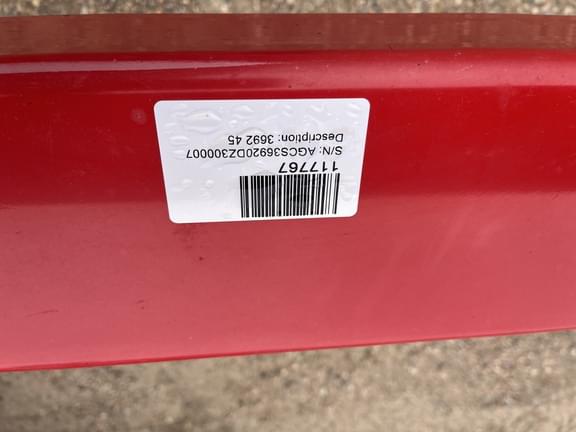 117767
S/N: AGCS36920DZ300007
Description: 3692 45